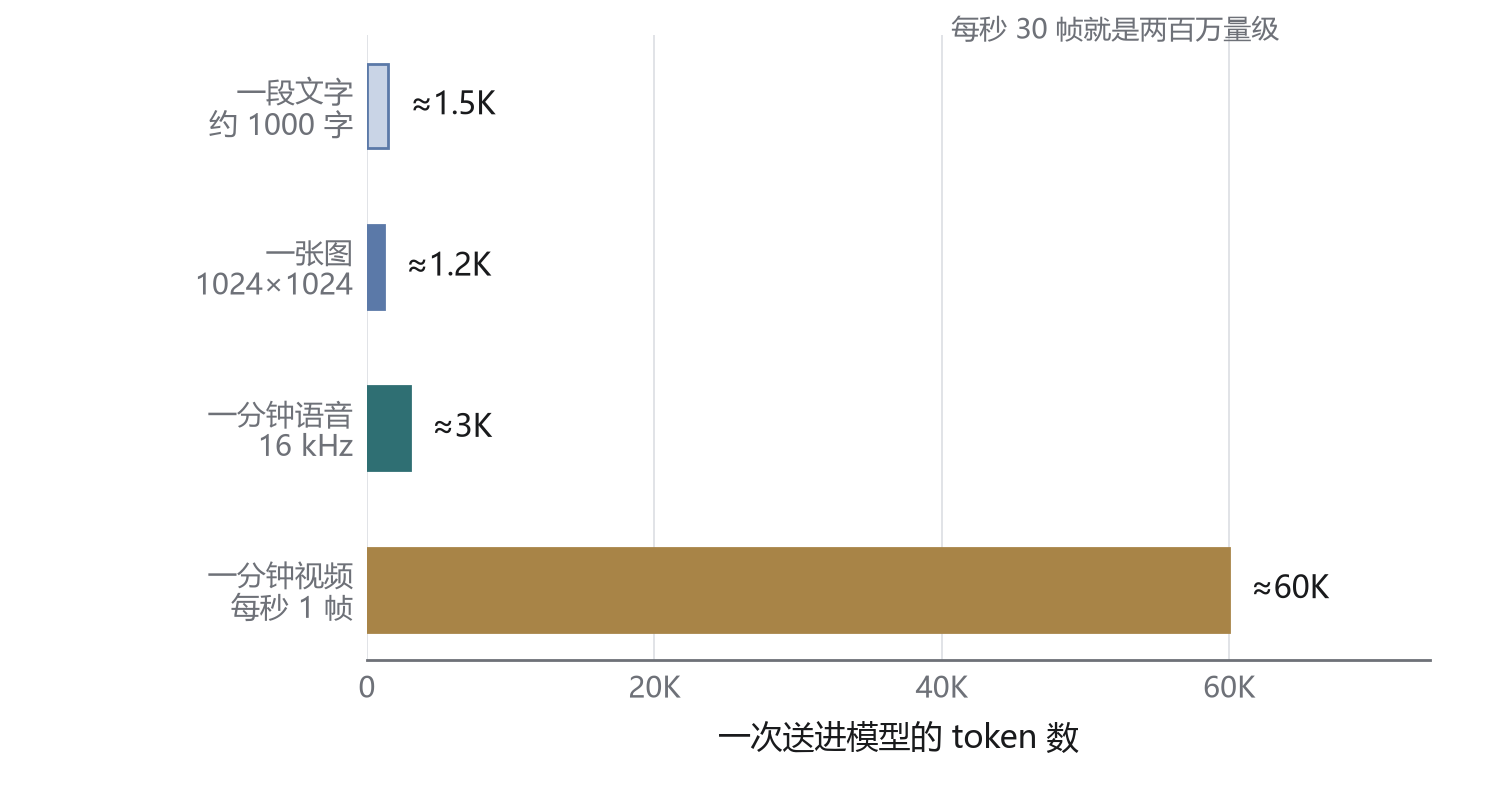 每秒 30 帧就是两百万量级
一段文字
约 1000 字
≈1.5K
一张图
1024×1024
≈1.2K
一分钟语音
16 kHz
≈3K
一分钟视频
每秒 1 帧
≈60K
0 20K 40K 60K
一次送进模型的 token 数